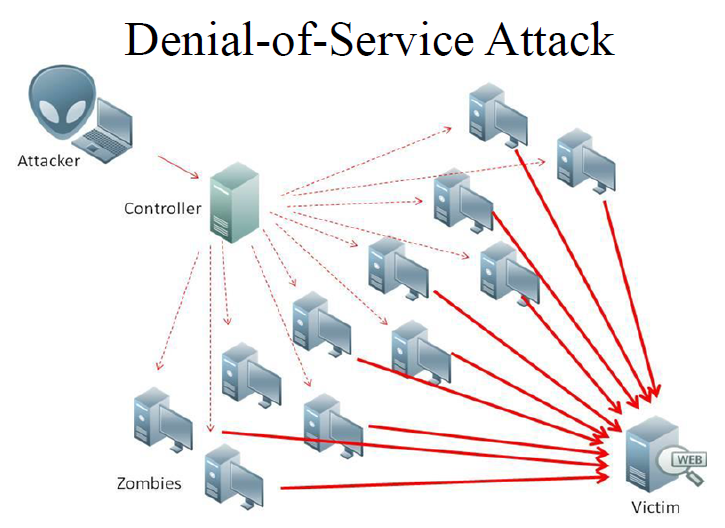 Denial-of-Service Attack
Attacker
Controller
Zombies
WEB
Victim